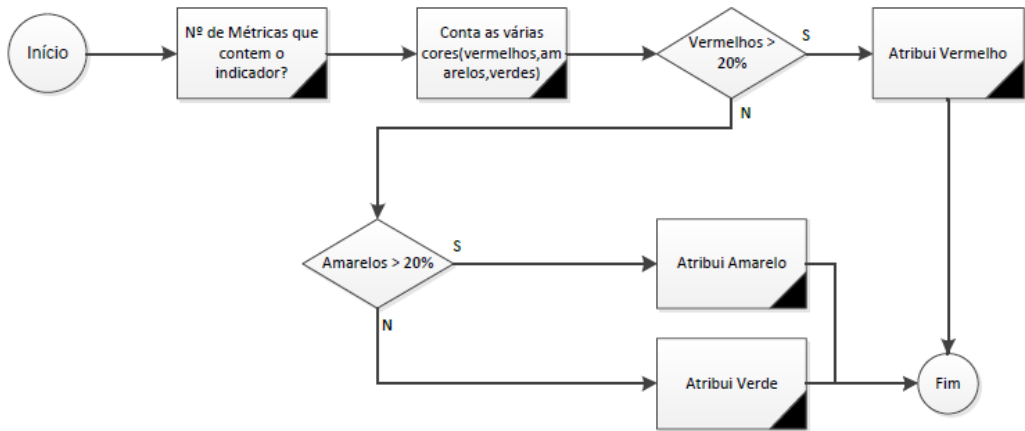 Início
Nº de Métricas que
contem o
indicador?
Conta as várias
cores(vermelhos,am
arelos,verdes)
Vermelhos >
20%
S
Atribui Vermelho
N
Amarelos > 20%
S
Atribui Amarelo
N
Atribui Verde
Fim